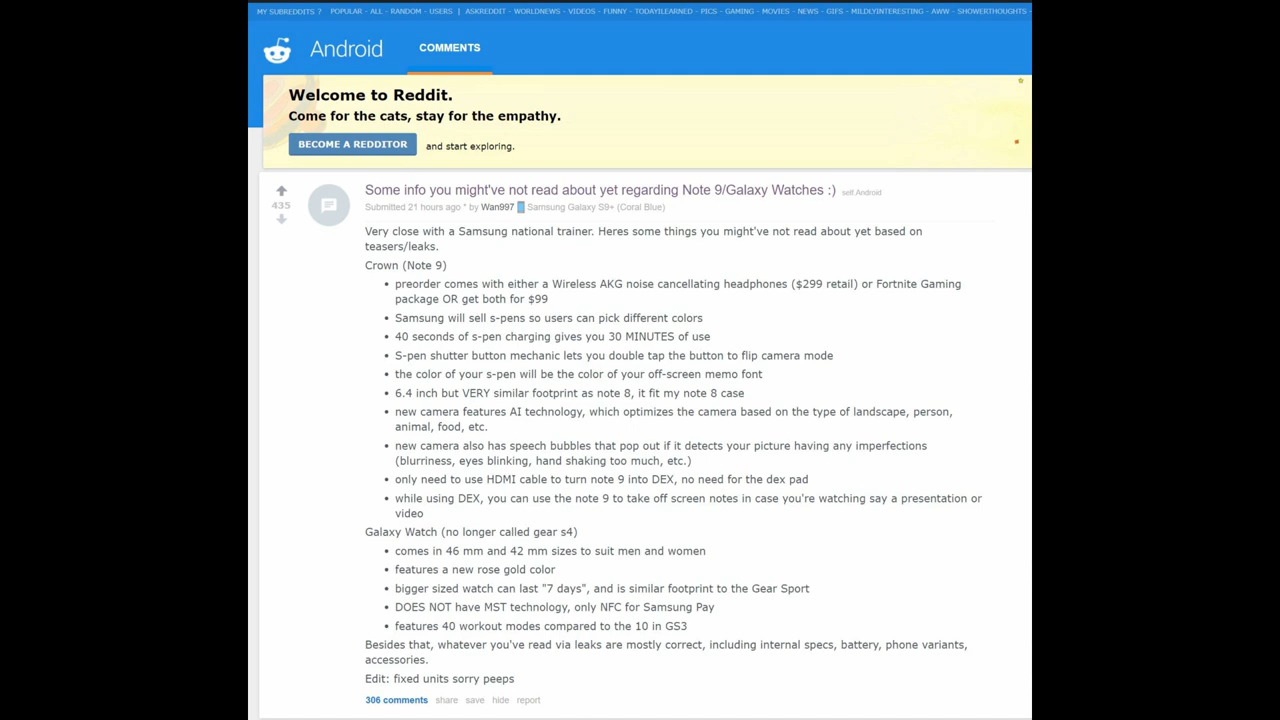 MY SUBREDDITS ? POPULAR - ALL - RANDOM - USERS | ASKREDDIT - WORLDNEWS - VIDEOS - FUNNY - TODAYILEARNED - PICS - GAMING - MOVIES - NEWS - GIFS - MILDLYINTERESTING - AWW - SHOWERTHOUGHTS -
Android COMMENTS
Welcome to Reddit.
Come for the cats, stay for the empathy.
BECOME A REDDITOR and start exploring.
Some info you might've not read about yet regarding Note 9/Galaxy Watches :) self.Android
435
Submitted 21 hours ago * by Wan997 Samsung Galaxy S9+ (Coral Blue)
Very close with a Samsung national trainer. Heres some things you might've not read about yet based on
teasers/leaks.
Crown (Note 9)
• preorder comes with either a Wireless AKG noise cancellating headphones ($299 retail) or Fortnite Gaming
package OR get both for $99
• Samsung will sell s-pens so users can pick different colors
• 40 seconds of s-pen charging gives you 30 MINUTES of use
• S-pen shutter button mechanic lets you double tap the button to flip camera mode
• the color of your s-pen will be the color of your off-screen memo font
• 6.4 inch but VERY similar footprint as note 8, it fit my note 8 case
• new camera features AI technology, which optimizes the camera based on the type of landscape, person,
animal, food, etc.
• new camera also has speech bubbles that pop out if it detects your picture having any imperfections
(blurriness, eyes blinking, hand shaking too much, etc.)
• only need to use HDMI cable to turn note 9 into DEX, no need for the dex pad
• while using DEX, you can use the note 9 to take off screen notes in case you're watching say a presentation or
video
Galaxy Watch (no longer called gear s4)
• comes in 46 mm and 42 mm sizes to suit men and women
• features a new rose gold color
• bigger sized watch can last "7 days", and is similar footprint to the Gear Sport
• DOES NOT have MST technology, only NFC for Samsung Pay
• features 40 workout modes compared to the 10 in GS3
Besides that, whatever you've read via leaks are mostly correct, including internal specs, battery, phone variants,
accessories.
Edit: fixed units sorry peeps
306 comments share save hide report